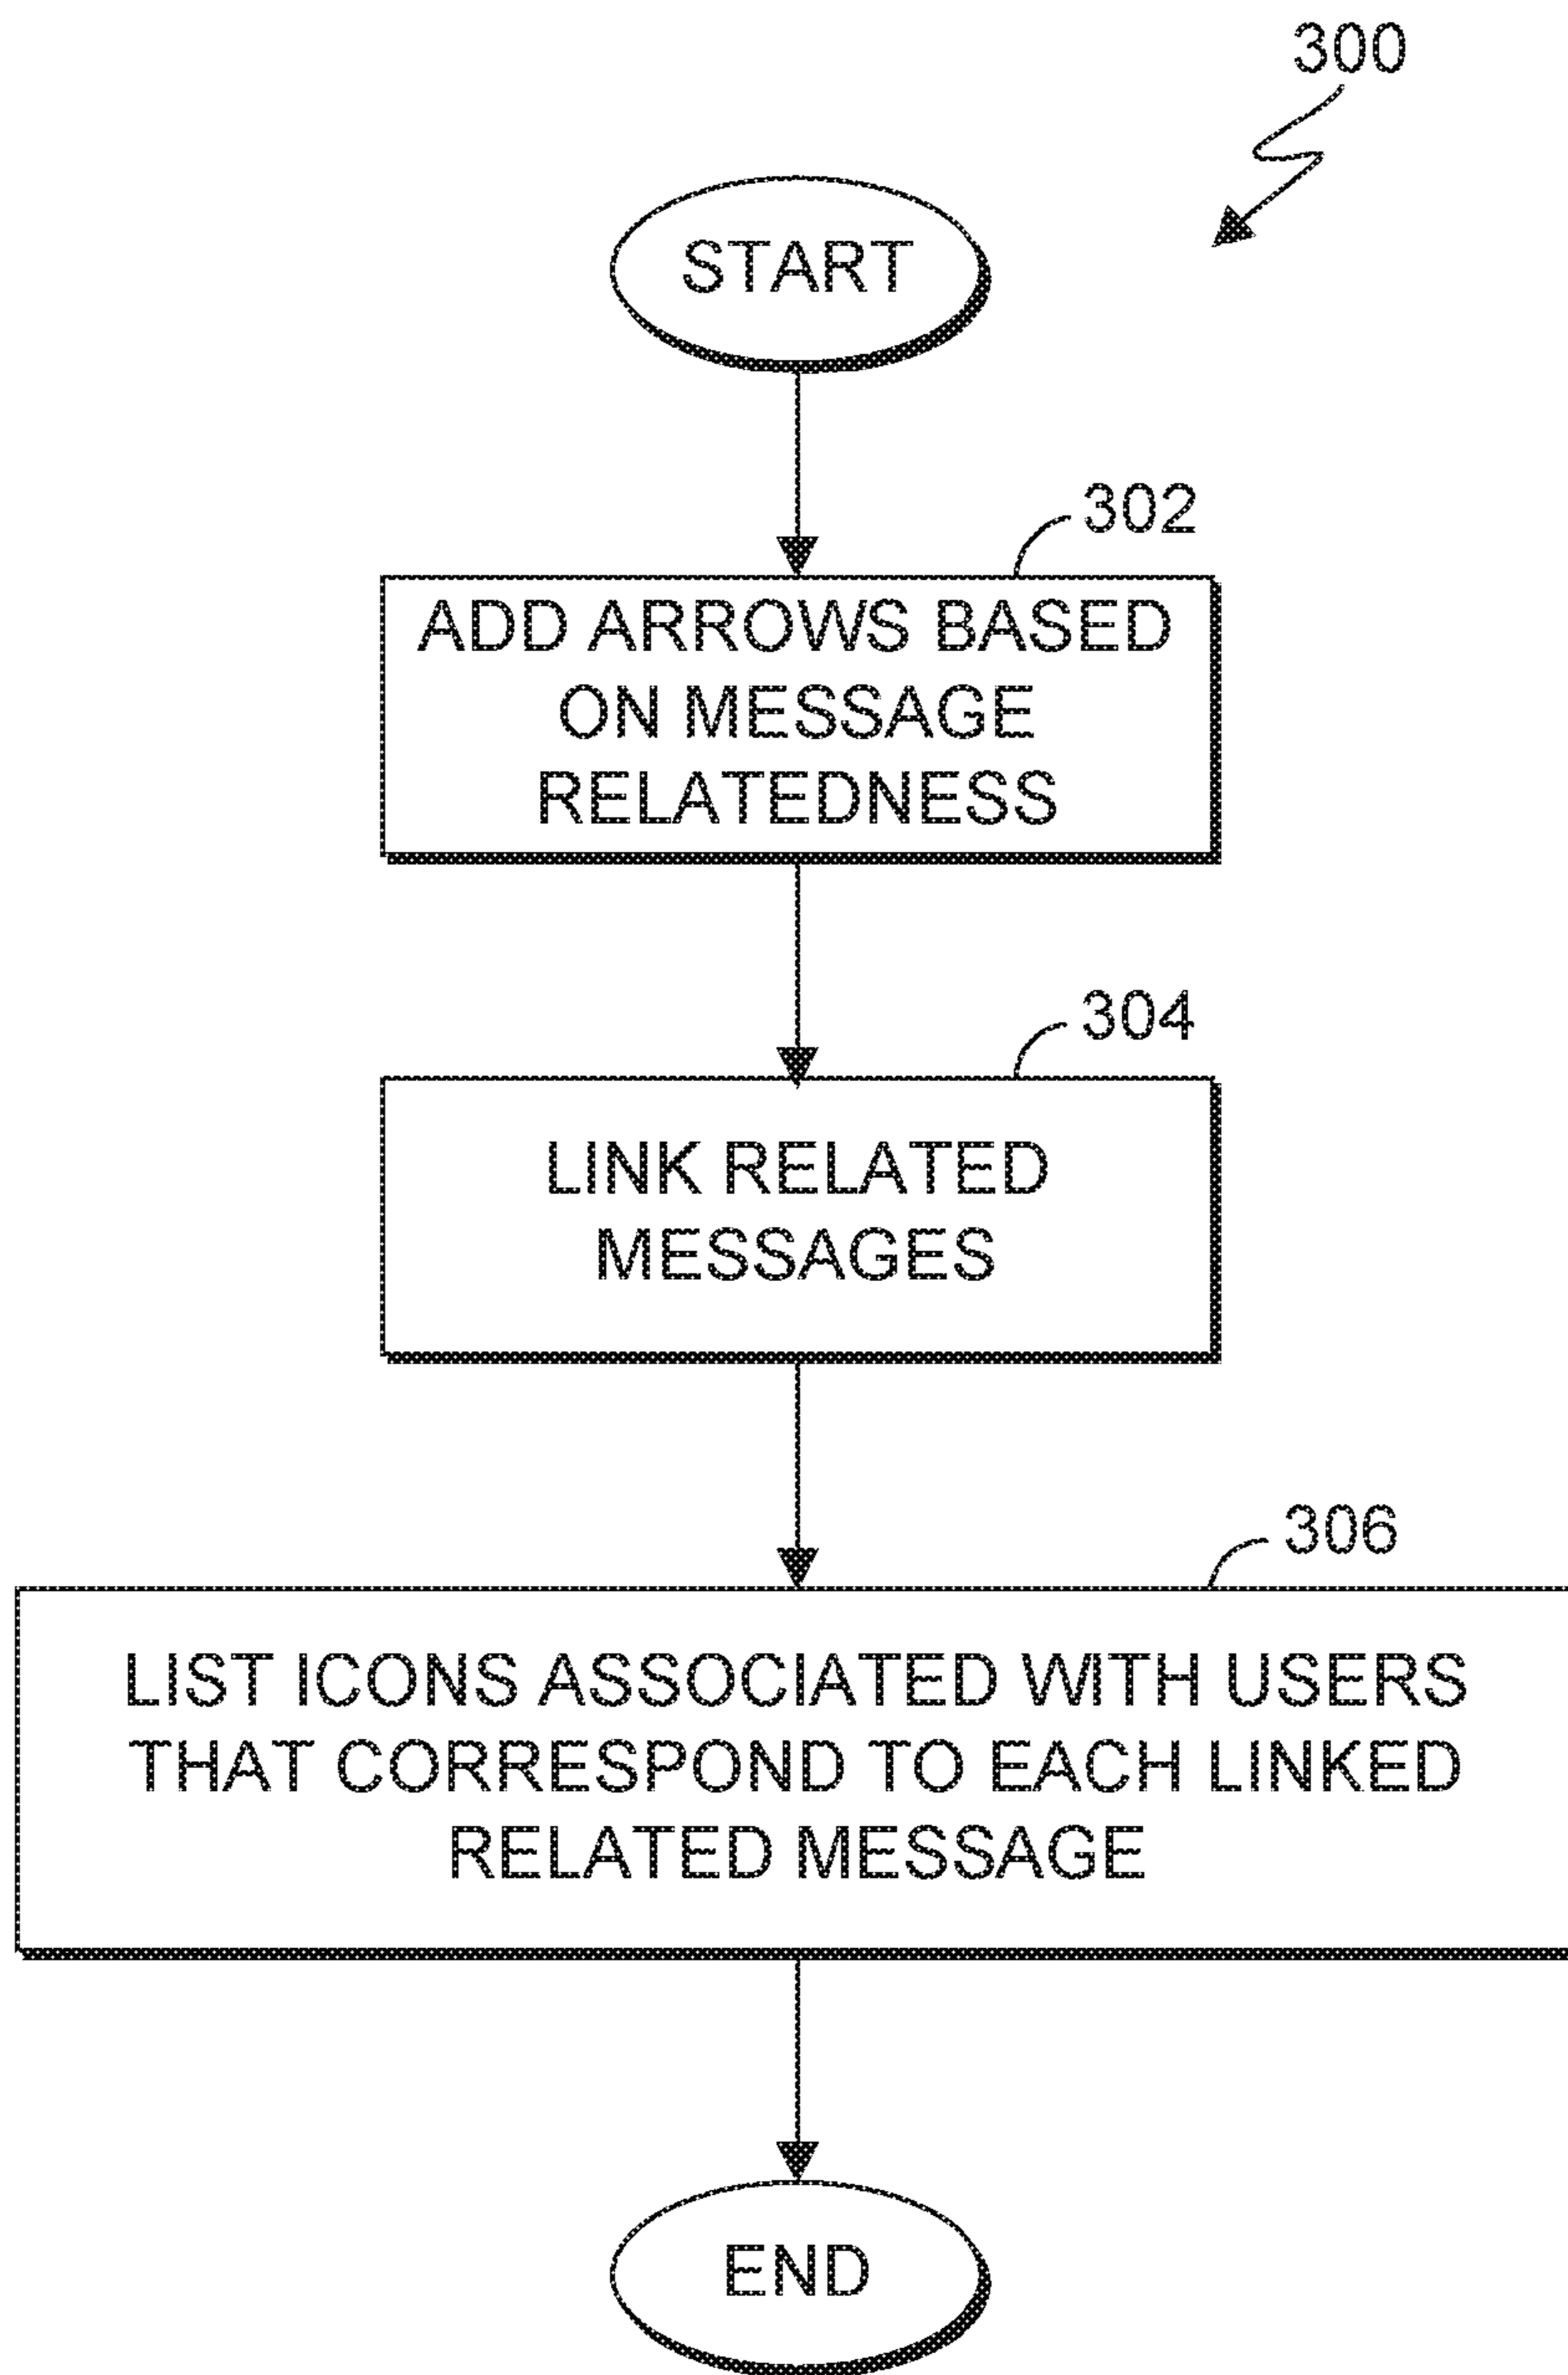 300
START
302
ADD ARROWS BASED
ON MESSAGE
RELATEDNESS
304
LINK RELATED
MESSAGES
306
LIST ICONS ASSOCIATED WITH USERS
THAT CORRESPOND TO EACH LINKED
RELATED MESSAGE
END